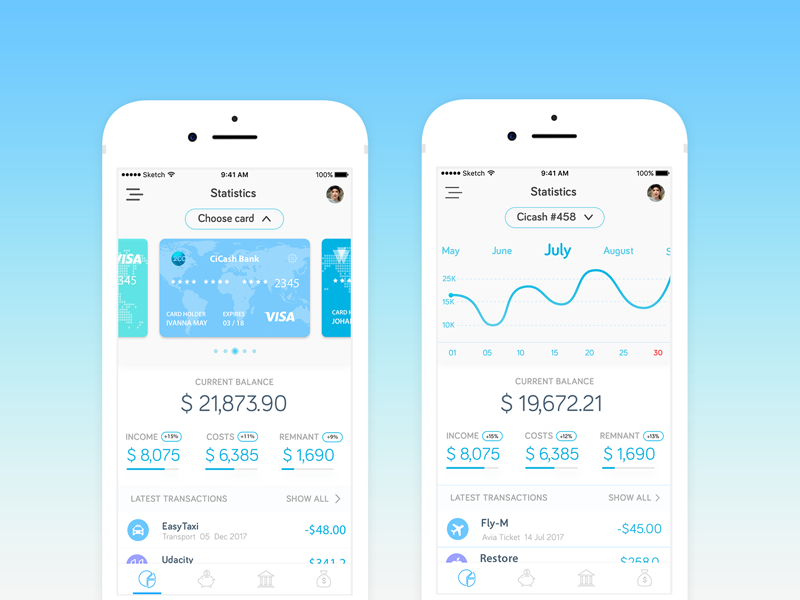 Sketch 9:41 AM 100%
Statistics
Choose card
VISA
345
CiCash Bank
**** **** **** 2345
CARD HOLDER EXPIRES
IVANNA MAY 03 / 18 VISA
CARD H
JOHA
CURRENT BALANCE
$ 21,873.90
INCOME +15% COSTS +11% REMNANT +9%
$ 8,075 $ 6,385 $ 1,690
LATEST TRANSACTIONS SHOW ALL
EasyTaxi
Transport 05 Dec 2017
-$48.00
Udacity
Sketch 9:41 AM 100%
Statistics
Cicash #458
May June July August S
25K
15K
10K
01 05 10 15 20 25 30
CURRENT BALANCE
$ 19,672.21
INCOME +15% COSTS +12% REMNANT +13%
$ 8,075 $ 6,385 $ 1,690
LATEST TRANSACTIONS SHOW ALL
Fly-M
Avia Ticket 14 Jul 2017
-$45.00
Restore